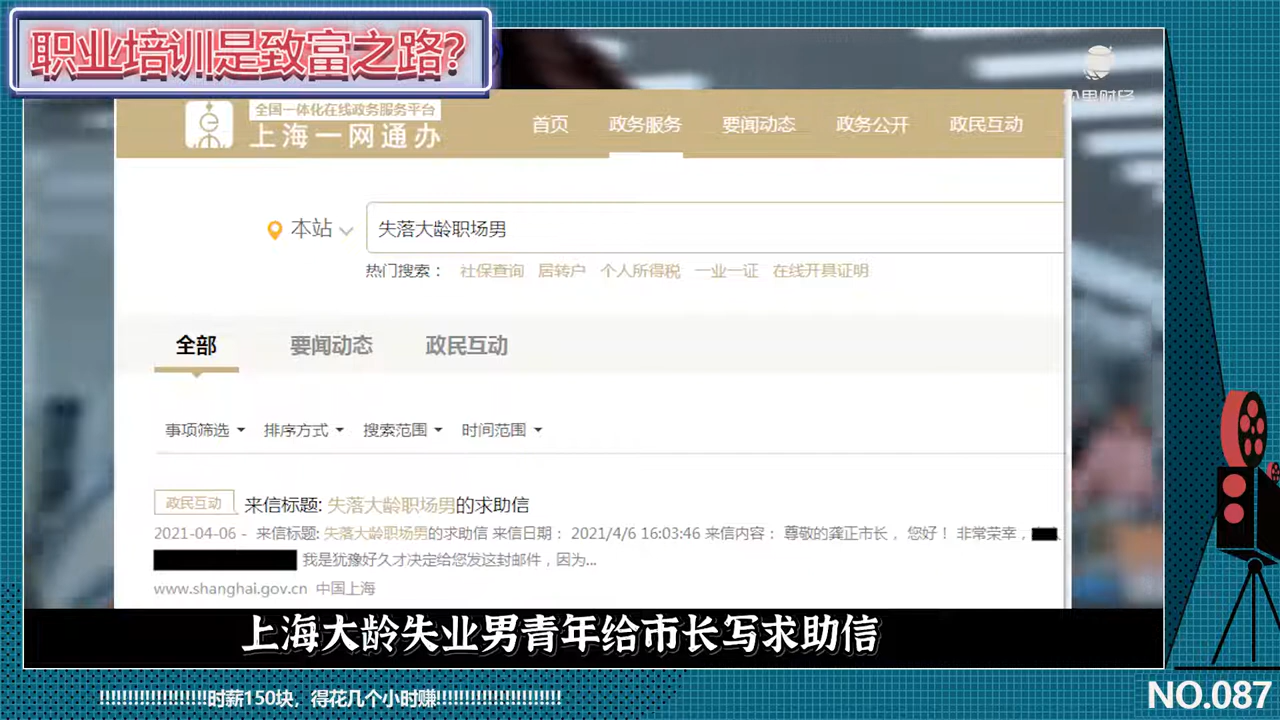 职业培训是致富之路?
全国一体化在线政务服务平台
上海一网通办
首页 政务服务 要闻动态 政务公开 政民互动
本站 失落大龄职场男
热门搜索： 社保查询 居转户 个人所得税 一业一证 在线开具证明
全部 要闻动态 政民互动
事项筛选 排序方式 搜索范围 时间范围
政民互动 来信标题: 失落大龄职场男的求助信
2021-04-06 - 来信标题: 失落大龄职场男的求助信 来信日期： 2021/4/6 16:03:46 来信内容： 尊敬的龚正市长， 您好！ 非常荣幸，
我是犹豫好久才决定给您发这封邮件，因为...
www.shanghai.gov.cn 中国上海
上海大龄失业男青年给市长写求助信
!!!!!!!!!!!!!!!!!!!!时薪150块，得花几个小时赚!!!!!!!!!!!!!!!!!!!!!!!
NO.087